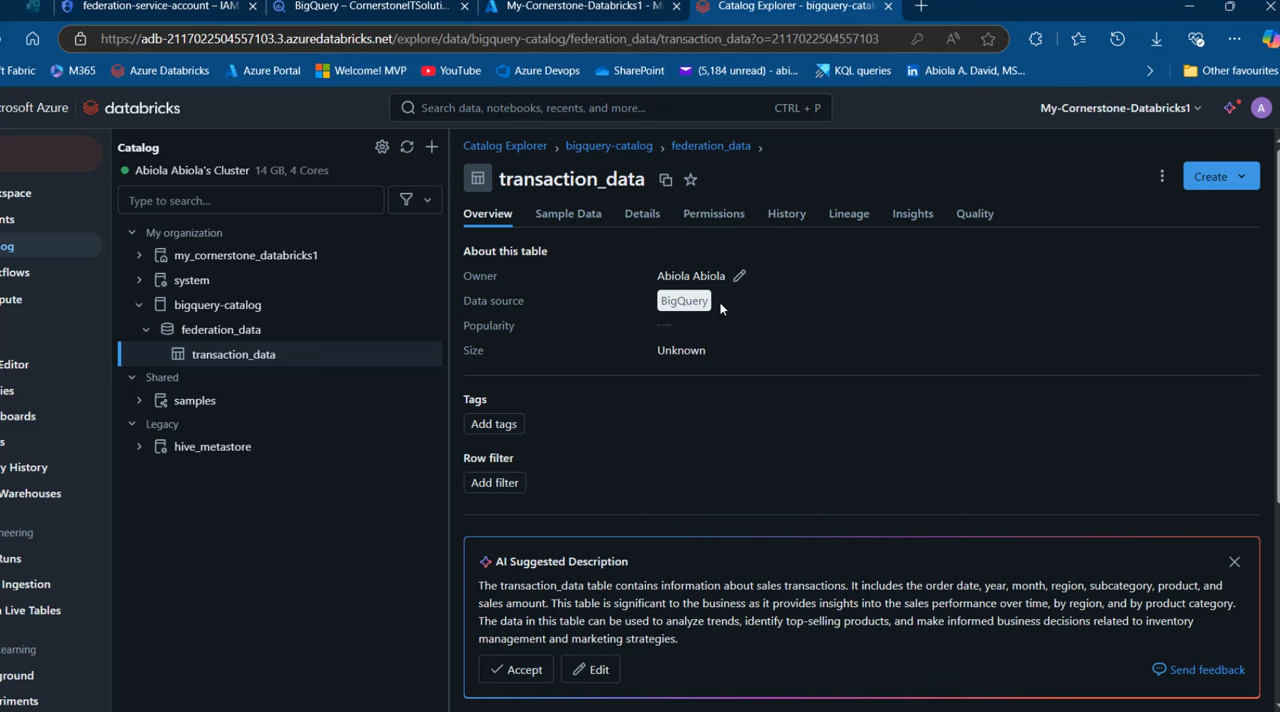 federation-service-account – IAM
BigQuery – CornerstoneITSoluti...
My-Cornerstone-Databricks1 - M
Catalog Explorer - bigquery-catal
https://adb-2117022504557103.3.azuredatabricks.net/explore/data/bigquery-catalog/federation_data/transaction_data?o=2117022504557103
ft Fabric
M365
Azure Databricks
Azure Portal
Welcome! MVP
YouTube
Azure Devops
SharePoint
(5,184 unread) - abi...
KQL queries
Abiola A. David, MS...
Other favourites
rosoft Azure
databricks
Search data, notebooks, recents, and more...
CTRL + P
My-Cornerstone-Databricks1
A
kspace
nts
og
kflows
pute
Editor
ies
boards
s
y History
Warehouses
neering
Runs
Ingestion
Live Tables
earning
ground
riments
Catalog
Abiola Abiola's Cluster 14 GB, 4 Cores
Type to search...
My organization
my_cornerstone_databricks1
system
bigquery-catalog
federation_data
transaction_data
Shared
samples
Legacy
hive_metastore
Catalog Explorer > bigquery-catalog > federation_data >
transaction_data
Create
Overview
Sample Data
Details
Permissions
History
Lineage
Insights
Quality
About this table
Owner
Abiola Abiola
Data source
BigQuery
Popularity
Size
Unknown
Tags
Add tags
Row filter
Add filter
AI Suggested Description
The transaction_data table contains information about sales transactions. It includes the order date, year, month, region, subcategory, product, and
sales amount. This table is significant to the business as it provides insights into the sales performance over time, by region, and by product category.
The data in this table can be used to analyze trends, identify top-selling products, and make informed business decisions related to inventory
management and marketing strategies.
Accept
Edit
Send feedback